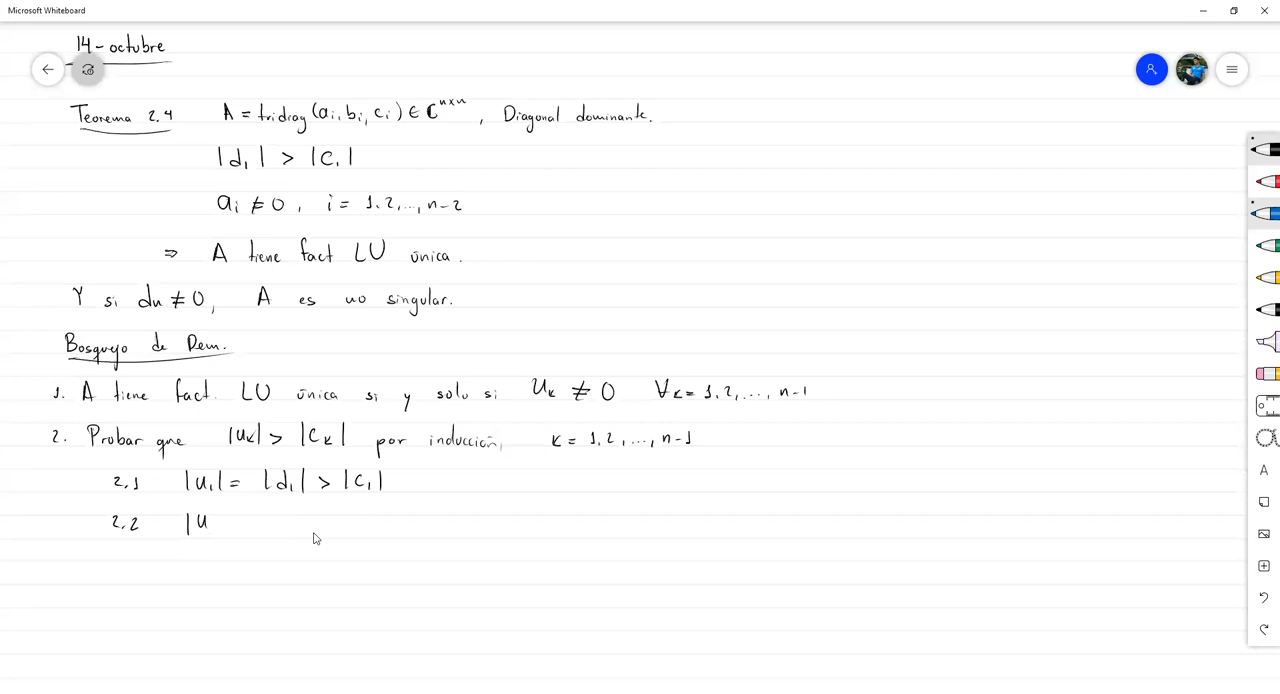 Microsoft Whiteboard
14-octubre
Teorema 2.4 A = tridiag(aᵢ, bᵢ, cᵢ) ∈ ℂⁿˣⁿ, Diagonal dominante.
|d₁| > |c₁|
aᵢ ≠ 0, i = 1,2,...,n-2
⇒ A tiene fact LU única.
Y si dn ≠ 0, A es no singular.
Bosquejo de Dem.
1. A tiene fact. LU única si y solo si uₖ ≠ 0 ∀ₖ = 1,2,...,n-1
2. Probar que |uₖ| > |cₖ| por inducción, κ = 1,2,...,n-1
2.1 |u₁| = |d₁| > |c₁|
2.2 |u